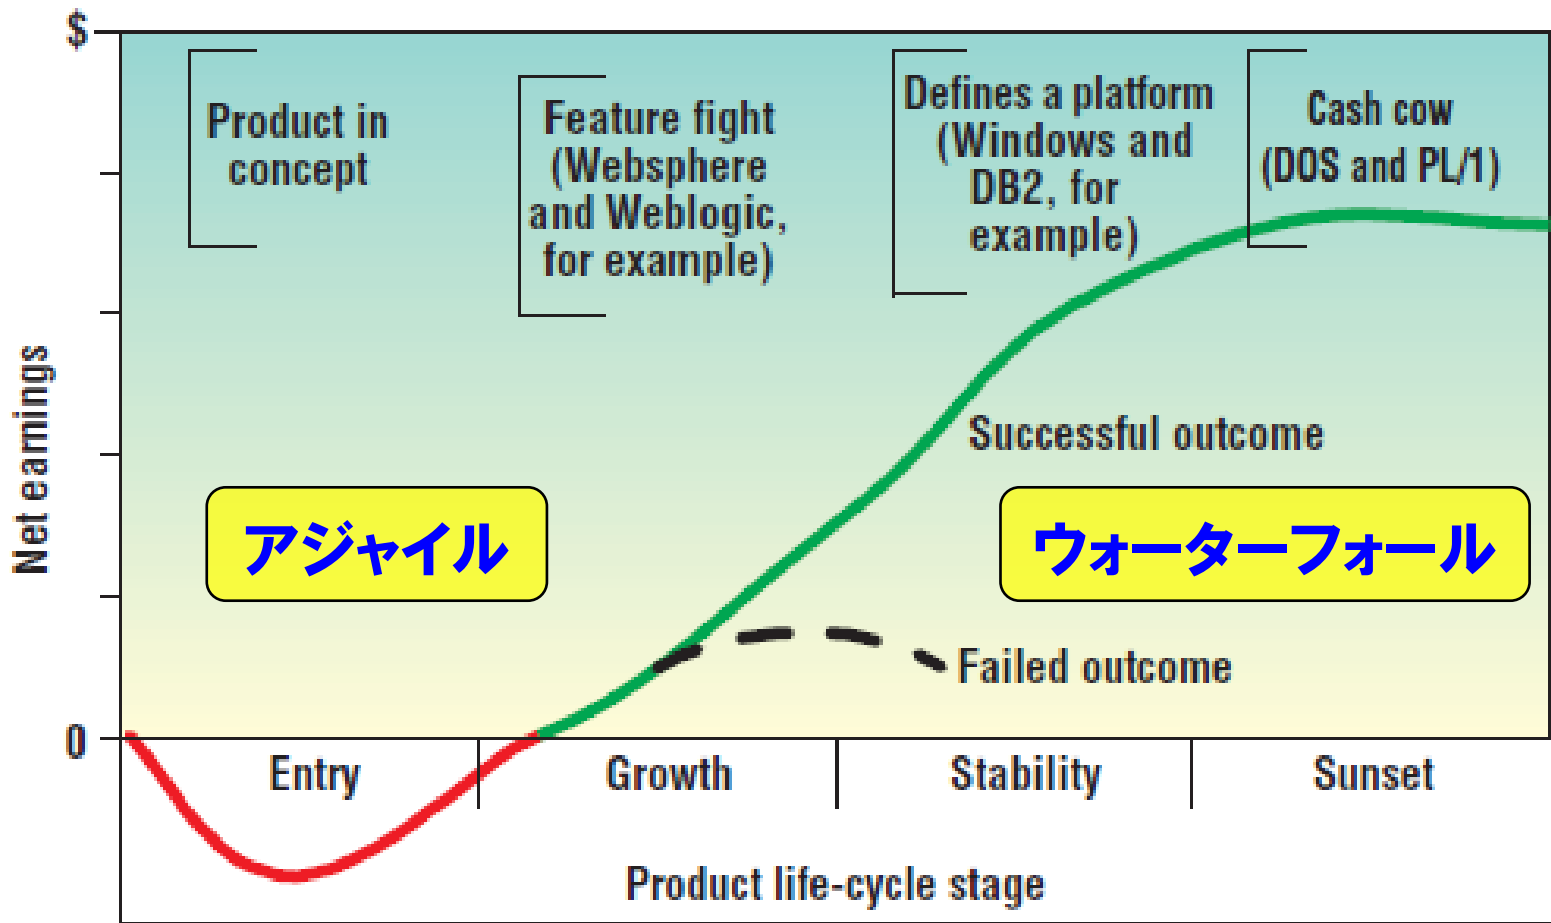 $
Product in
concept
Feature fight
(Websphere
and Weblogic,
for example)
Defines a platform
(Windows and
DB2, for
example)
Cash cow
(DOS and PL/1)
Net earnings
Successful outcome
アジャイル
ウォーターフォール
Failed outcome
0
Entry
Growth
Stability
Sunset
Product life-cycle stage